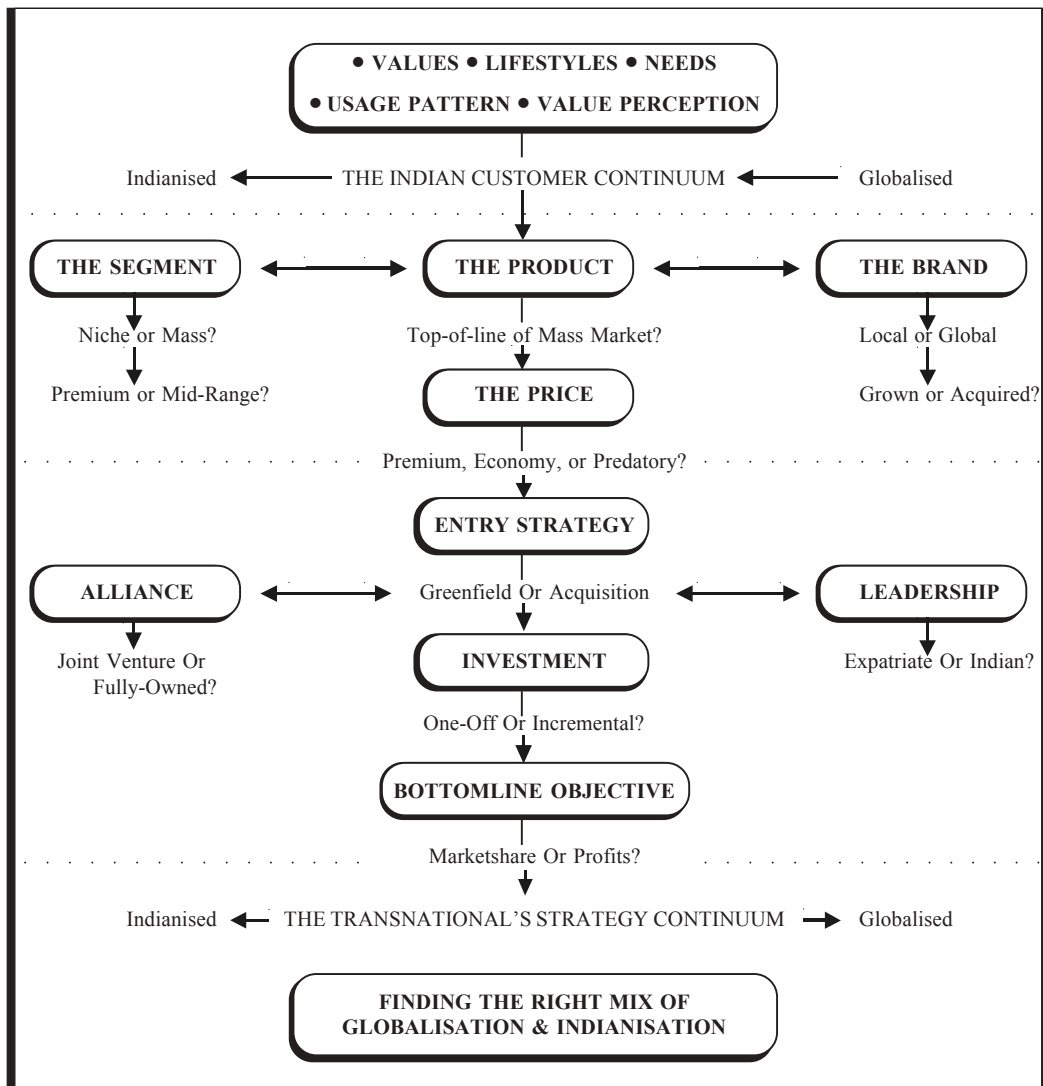 • VALUES • LIFESTYLES • NEEDS
• USAGE PATTERN • VALUE PERCEPTION
Indianised THE INDIAN CUSTOMER CONTINUUM Globalised
THE SEGMENT THE PRODUCT THE BRAND
Niche or Mass? Top-of-line of Mass Market? Local or Global
Premium or Mid-Range? THE PRICE Grown or Acquired?
Premium, Economy, or Predatory?
ENTRY STRATEGY
ALLIANCE Greenfield Or Acquisition LEADERSHIP
Joint Venture Or
Fully-Owned?
INVESTMENT
Expatriate Or Indian?
One-Off Or Incremental?
BOTTOMLINE OBJECTIVE
Marketshare Or Profits?
Indianised THE TRANSNATIONAL'S STRATEGY CONTINUUM Globalised
FINDING THE RIGHT MIX OF
GLOBALISATION & INDIANISATION